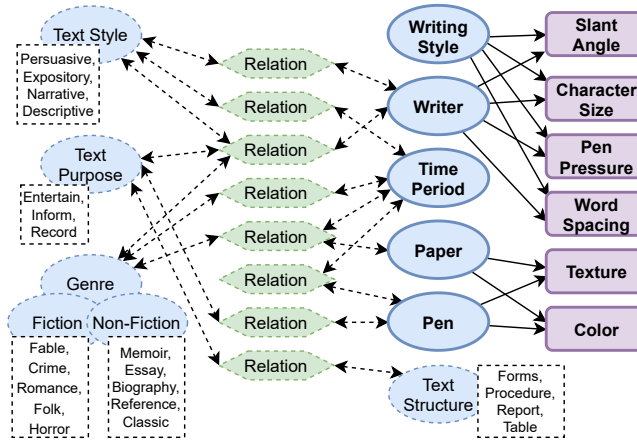 Text Style
Persuasive,
Expository,
Narrative,
Descriptive
Text
Purpose
Entertain,
Inform,
Record
Genre
Fiction
Non-Fiction
Fable,
Crime,
Romance,
Folk,
Horror
Memoir,
Essay,
Biography,
Reference,
Classic
Relation
Relation
Relation
Relation
Relation
Relation
Relation
Relation
Writing
Style
Writer
Time
Period
Paper
Pen
Text
Structure
Forms,
Procedure,
Report,
Table
Slant
Angle
Character
Size
Pen
Pressure
Word
Spacing
Texture
Color